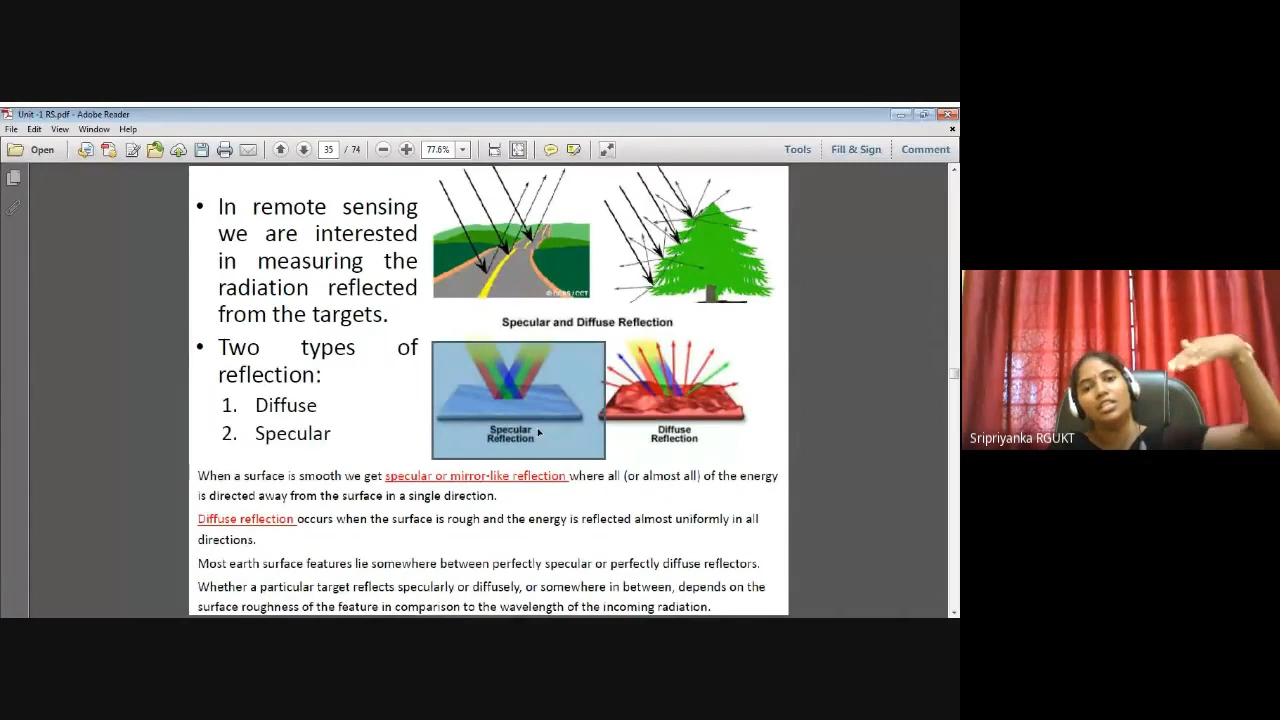 Unit -1 RS.pdf - Adobe Reader
File Edit View Window Help
Open 35 / 74 77.6% Tools Fill & Sign Comment
• In remote sensing
we are interested
in measuring the
radiation reflected
from the targets.
Specular and Diffuse Reflection
• Two types of
reflection:
1. Diffuse
2. Specular
Specular
Reflection
Diffuse
Reflection
When a surface is smooth we get specular or mirror-like reflection where all (or almost all) of the energy
is directed away from the surface in a single direction.
Diffuse reflection occurs when the surface is rough and the energy is reflected almost uniformly in all
directions.
Most earth surface features lie somewhere between perfectly specular or perfectly diffuse reflectors.
Whether a particular target reflects specularly or diffusely, or somewhere in between, depends on the
surface roughness of the feature in comparison to the wavelength of the incoming radiation.
Sripriyanka RGUKT